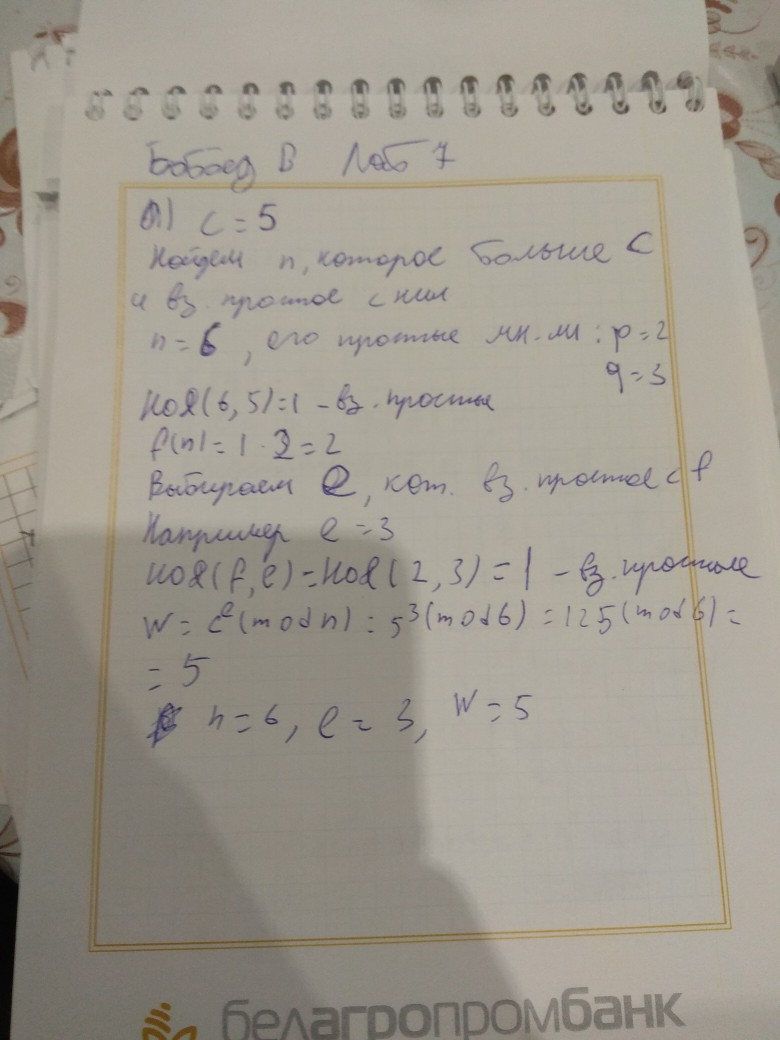 В Лаб 7
а) c = 5
Найдем n, которое больше c
и вз. простое с ним
n = 6, его простые мн-ли: p = 2
q = 3
НОД(6, 5) = 1 - вз. простые
f(n) = 1 · 2 = 2
Выбираем e, кот. вз. простое с f
Например e = 3
НОД(f, e) = НОД(2, 3) = 1 - вз. простые
W = c^e (mod n) = 5^3 (mod 6) = 125 (mod 6) =
= 5
n = 6, e = 3, W = 5
белагропромбанк